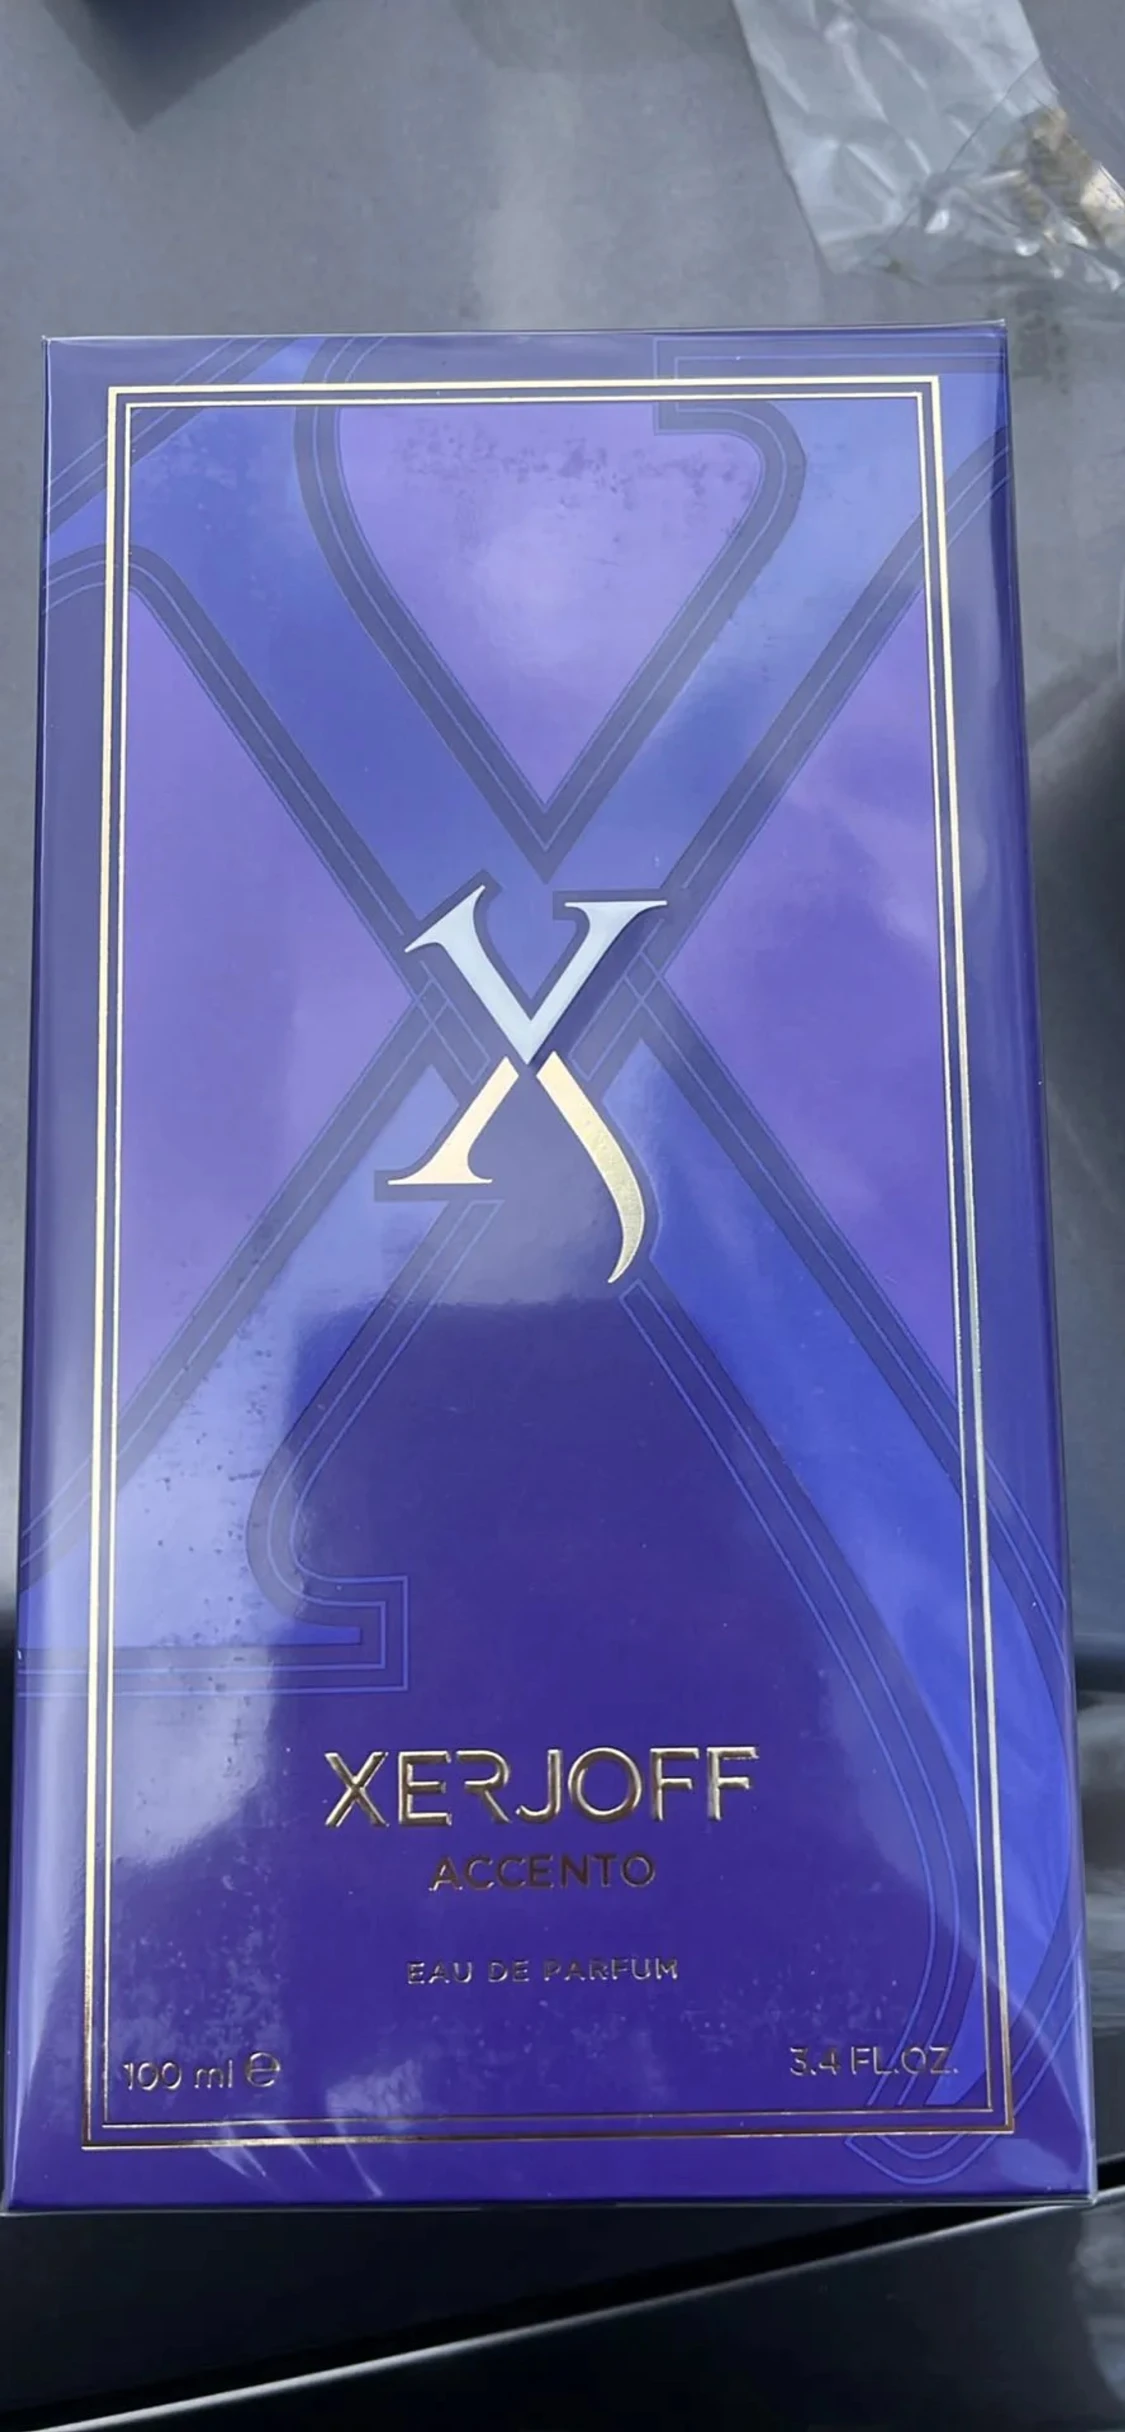 XERJOFF
ACCENTO
EAU DE PARFUM
100 ml ℮
3.4 FL.OZ.